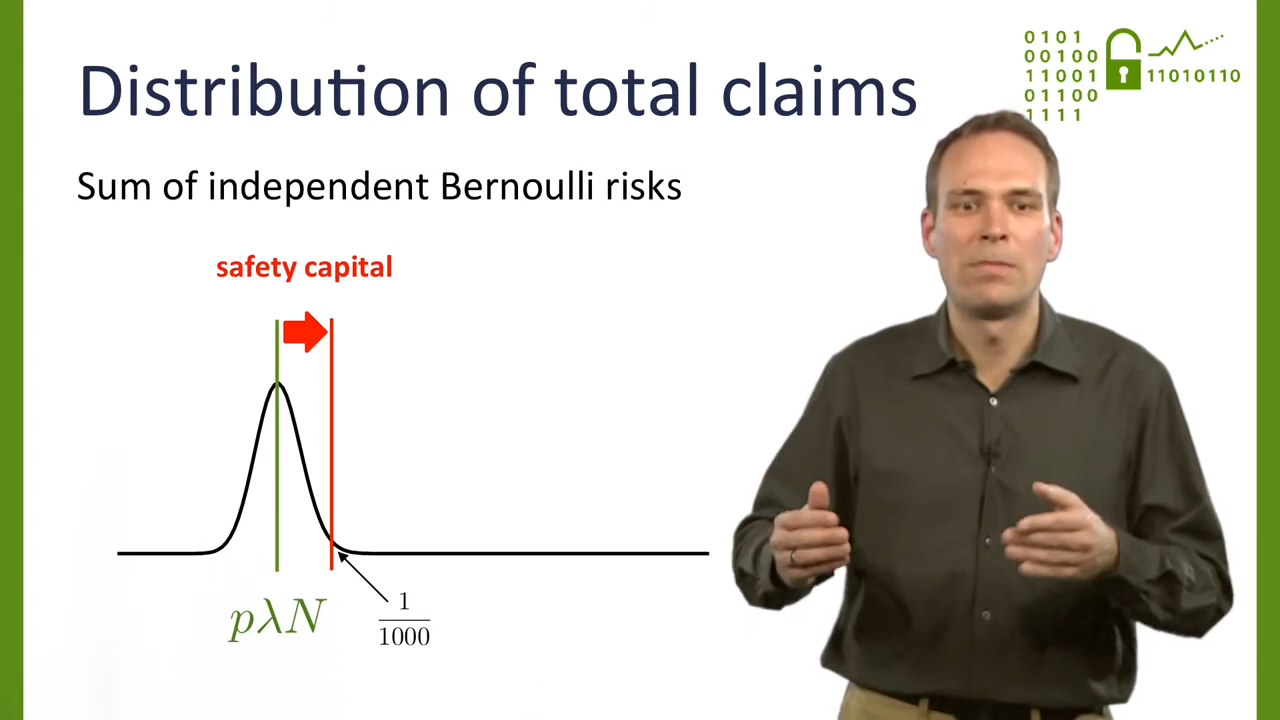 Distribution of total claims
0101
00100
11001
01100
1111
11010110
Sum of independent Bernoulli risks
safety capital
pλN
1
1000